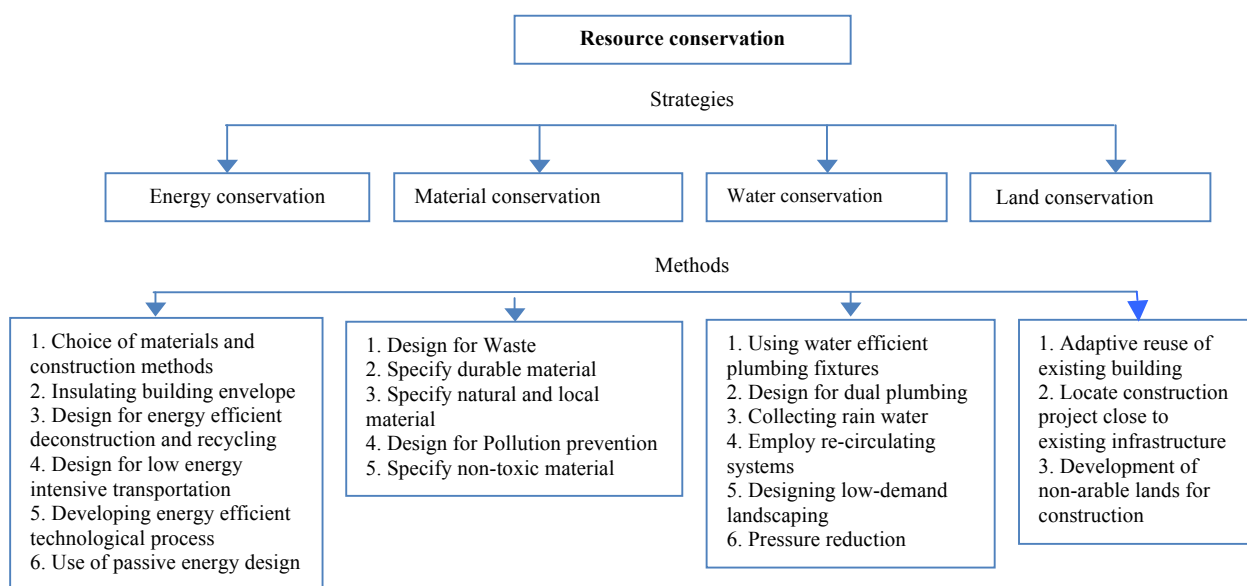 Resource conservation
Strategies
Energy conservation
Material conservation
Water conservation
Land conservation
Methods
1. Choice of materials and
construction methods
2. Insulating building envelope
3. Design for energy efficient
deconstruction and recycling
4. Design for low energy
intensive transportation
5. Developing energy efficient
technological process
6. Use of passive energy design
1. Design for Waste
2. Specify durable material
3. Specify natural and local
material
4. Design for Pollution prevention
5. Specify non-toxic material
1. Using water efficient
plumbing fixtures
2. Design for dual plumbing
3. Collecting rain water
4. Employ re-circulating
systems
5. Designing low-demand
landscaping
6. Pressure reduction
1. Adaptive reuse of
existing building
2. Locate construction
project close to
existing infrastructure
3. Development of
non-arable lands for
construction